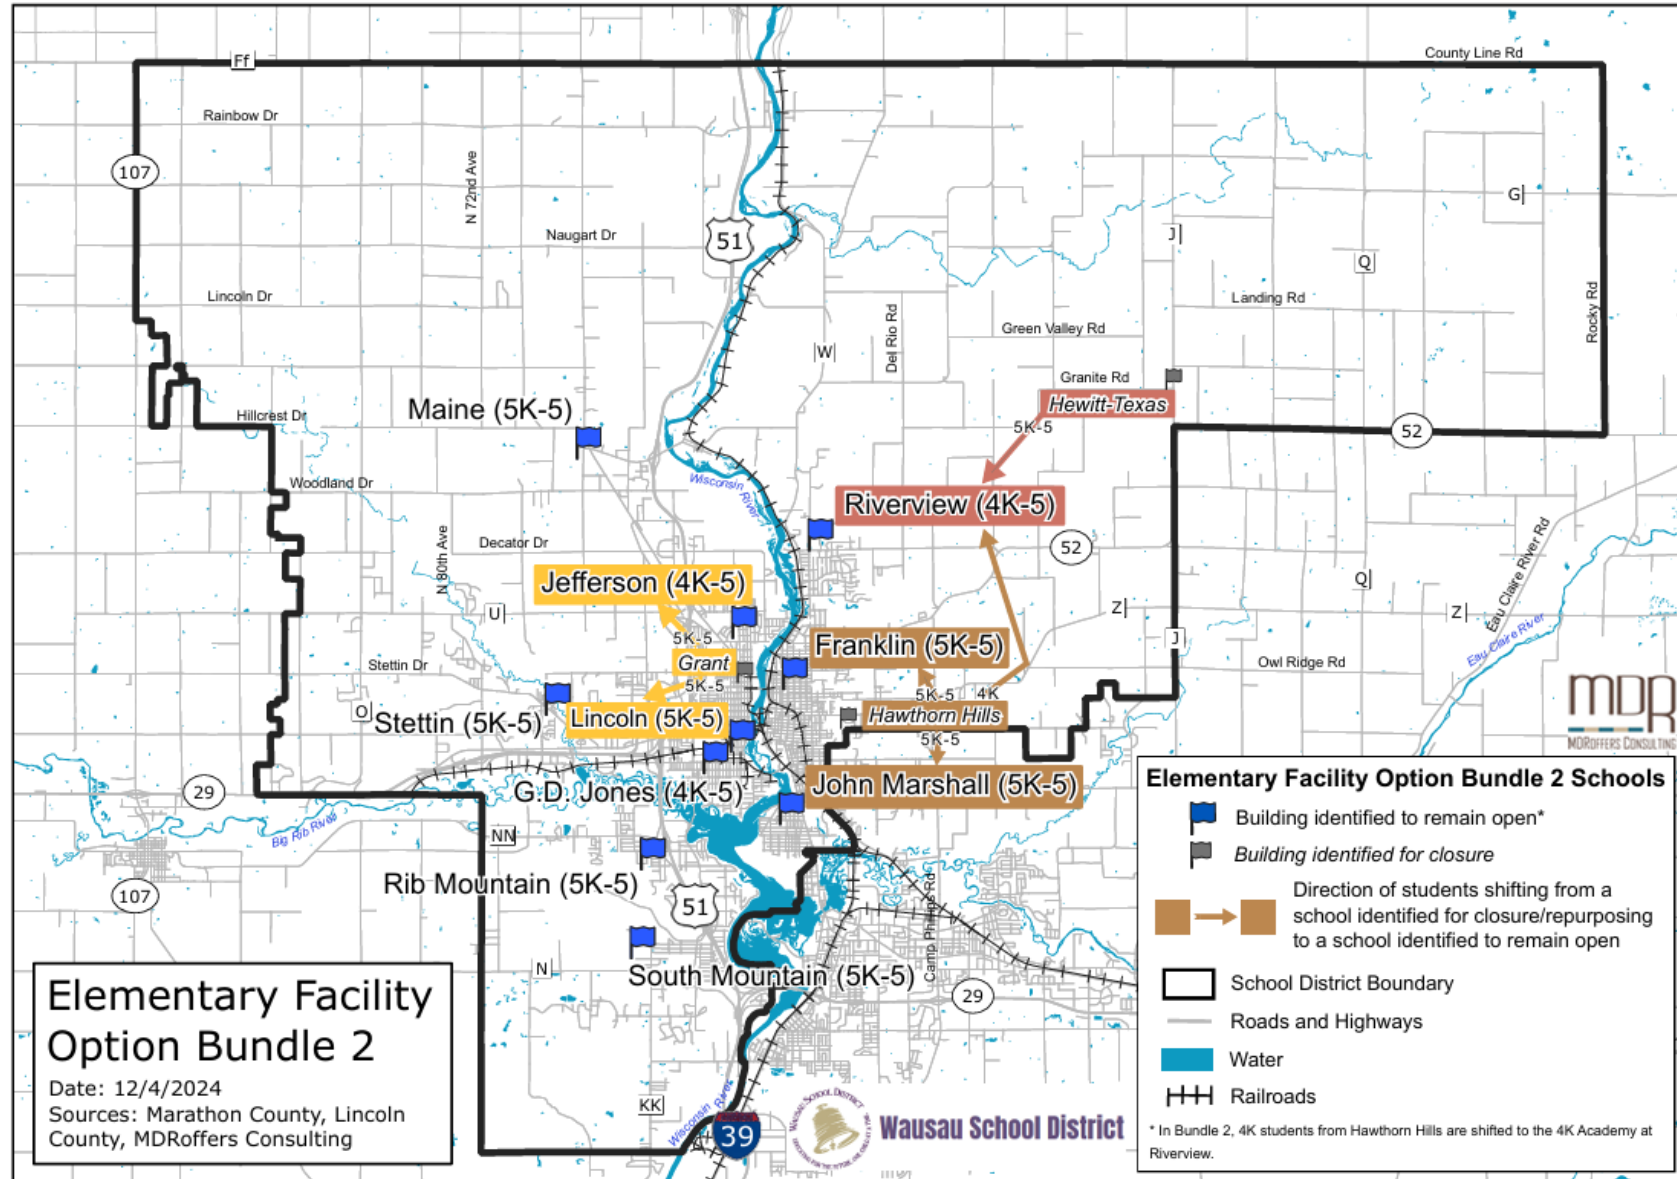 Ff
County Line Rd
Rainbow Dr
107
N 72nd Ave
G
Naugart Dr
51
J
Q
Lincoln Dr
Landing Rd
Rocky Rd
Green Valley Rd
Del Rio Rd
W
Granite Rd
Hewitt-Texas
Maine (5K-5)
Hillcrest Dr
5K-5
52
Woodland Dr
Wisconsin River
Riverview (4K-5)
Decator Dr
52
N 80th Ave
Eau Claire River Rd
Jefferson (4K-5)
Q
U
Z
Z
5K-5
Franklin (5K-5)
J
Eau Claire River
Stettin Dr
Grant
Owl Ridge Rd
5K-5
5K-5
4K
O
Stettin (5K-5)
Lincoln (5K-5)
Hawthorn Hills
5K-5
MDR
MDROFFERS CONSULTING
29
G.D. Jones (4K-5)
John Marshall (5K-5)
Big Rib River
NN
107
Rib Mountain (5K-5)
51
Camp Phillips Rd
N
South Mountain (5K-5)
29
KK
Wisconsin River
39
Elementary Facility
Option Bundle 2
Date: 12/4/2024
Sources: Marathon County, Lincoln
County, MDRoffers Consulting
WAUSAU SCHOOL DISTRICT
Wausau School District
Elementary Facility Option Bundle 2 Schools
Building identified to remain open*
Building identified for closure
Direction of students shifting from a
school identified for closure/repurposing
to a school identified to remain open
School District Boundary
Roads and Highways
Water
Railroads
* In Bundle 2, 4K students from Hawthorn Hills are shifted to the 4K Academy at
Riverview.